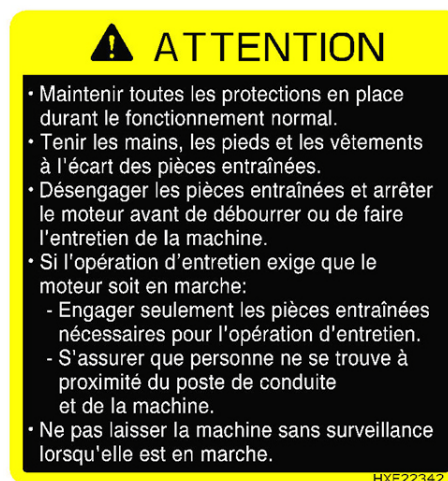 ATTENTION
• Maintenir toutes les protections en place
durant le fonctionnement normal.
• Tenir les mains, les pieds et les vêtements
à l'écart des pièces entraînées.
• Désengager les pièces entraînées et arrêter
le moteur avant de débourrer ou de faire
l'entretien de la machine.
• Si l'opération d'entretien exige que le
moteur soit en marche:
- Engager seulement les pièces entraînées
nécessaires pour l'opération d'entretien.
- S'assurer que personne ne se trouve à
proximité du poste de conduite
et de la machine.
• Ne pas laisser la machine sans surveillance
lorsqu'elle est en marche.
HXE22342